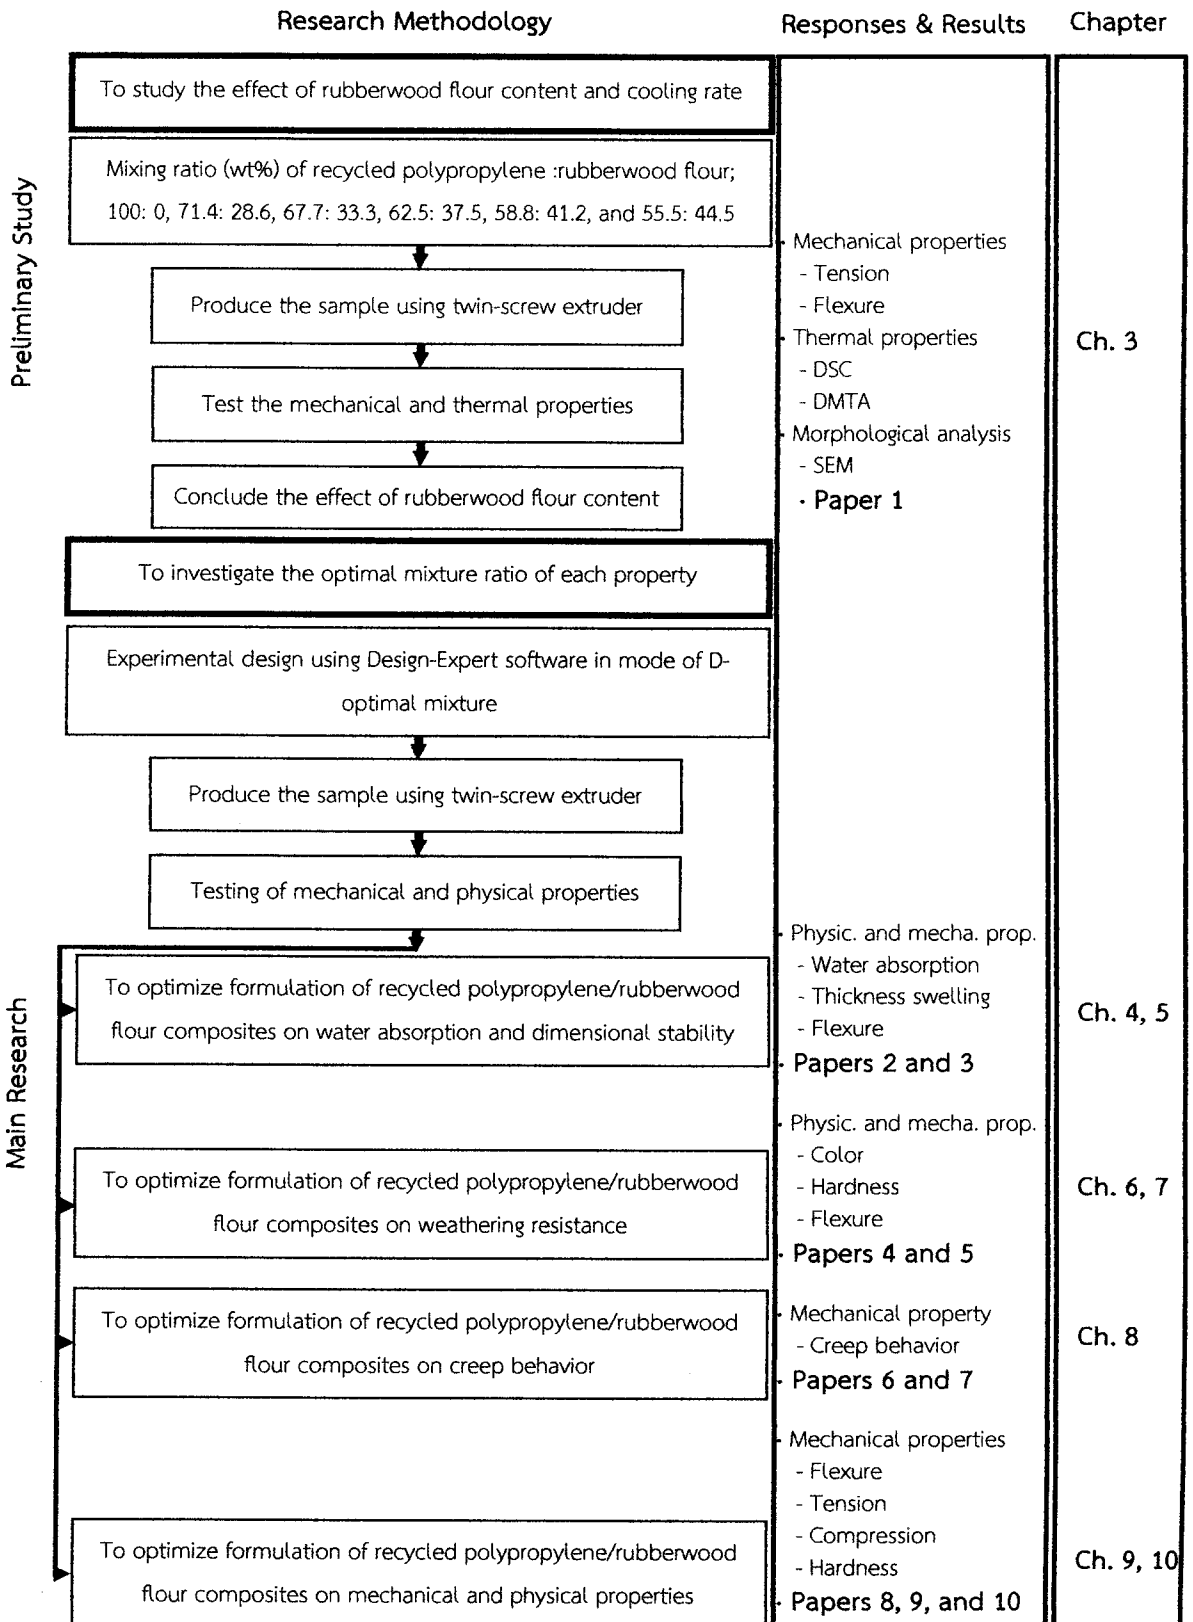 Research Methodology
Responses & Results
Chapter
Preliminary Study
To study the effect of rubberwood flour content and cooling rate
Mixing ratio (wt%) of recycled polypropylene :rubberwood flour;
100: 0, 71.4: 28.6, 67.7: 33.3, 62.5: 37.5, 58.8: 41.2, and 55.5: 44.5
Produce the sample using twin-screw extruder
Test the mechanical and thermal properties
Conclude the effect of rubberwood flour content
· Mechanical properties
- Tension
- Flexure
· Thermal properties
- DSC
- DMTA
· Morphological analysis
- SEM
· Paper 1
Ch. 3
Main Research
To investigate the optimal mixture ratio of each property
Experimental design using Design-Expert software in mode of D-
optimal mixture
Produce the sample using twin-screw extruder
Testing of mechanical and physical properties
To optimize formulation of recycled polypropylene/rubberwood
flour composites on water absorption and dimensional stability
· Physic. and mecha. prop.
- Water absorption
- Thickness swelling
- Flexure
· Papers 2 and 3
Ch. 4, 5
To optimize formulation of recycled polypropylene/rubberwood
flour composites on weathering resistance
· Physic. and mecha. prop.
- Color
- Hardness
- Flexure
· Papers 4 and 5
Ch. 6, 7
To optimize formulation of recycled polypropylene/rubberwood
flour composites on creep behavior
· Mechanical property
- Creep behavior
· Papers 6 and 7
Ch. 8
To optimize formulation of recycled polypropylene/rubberwood
flour composites on mechanical and physical properties
· Mechanical properties
- Flexure
- Tension
- Compression
- Hardness
· Papers 8, 9, and 10
Ch. 9, 10